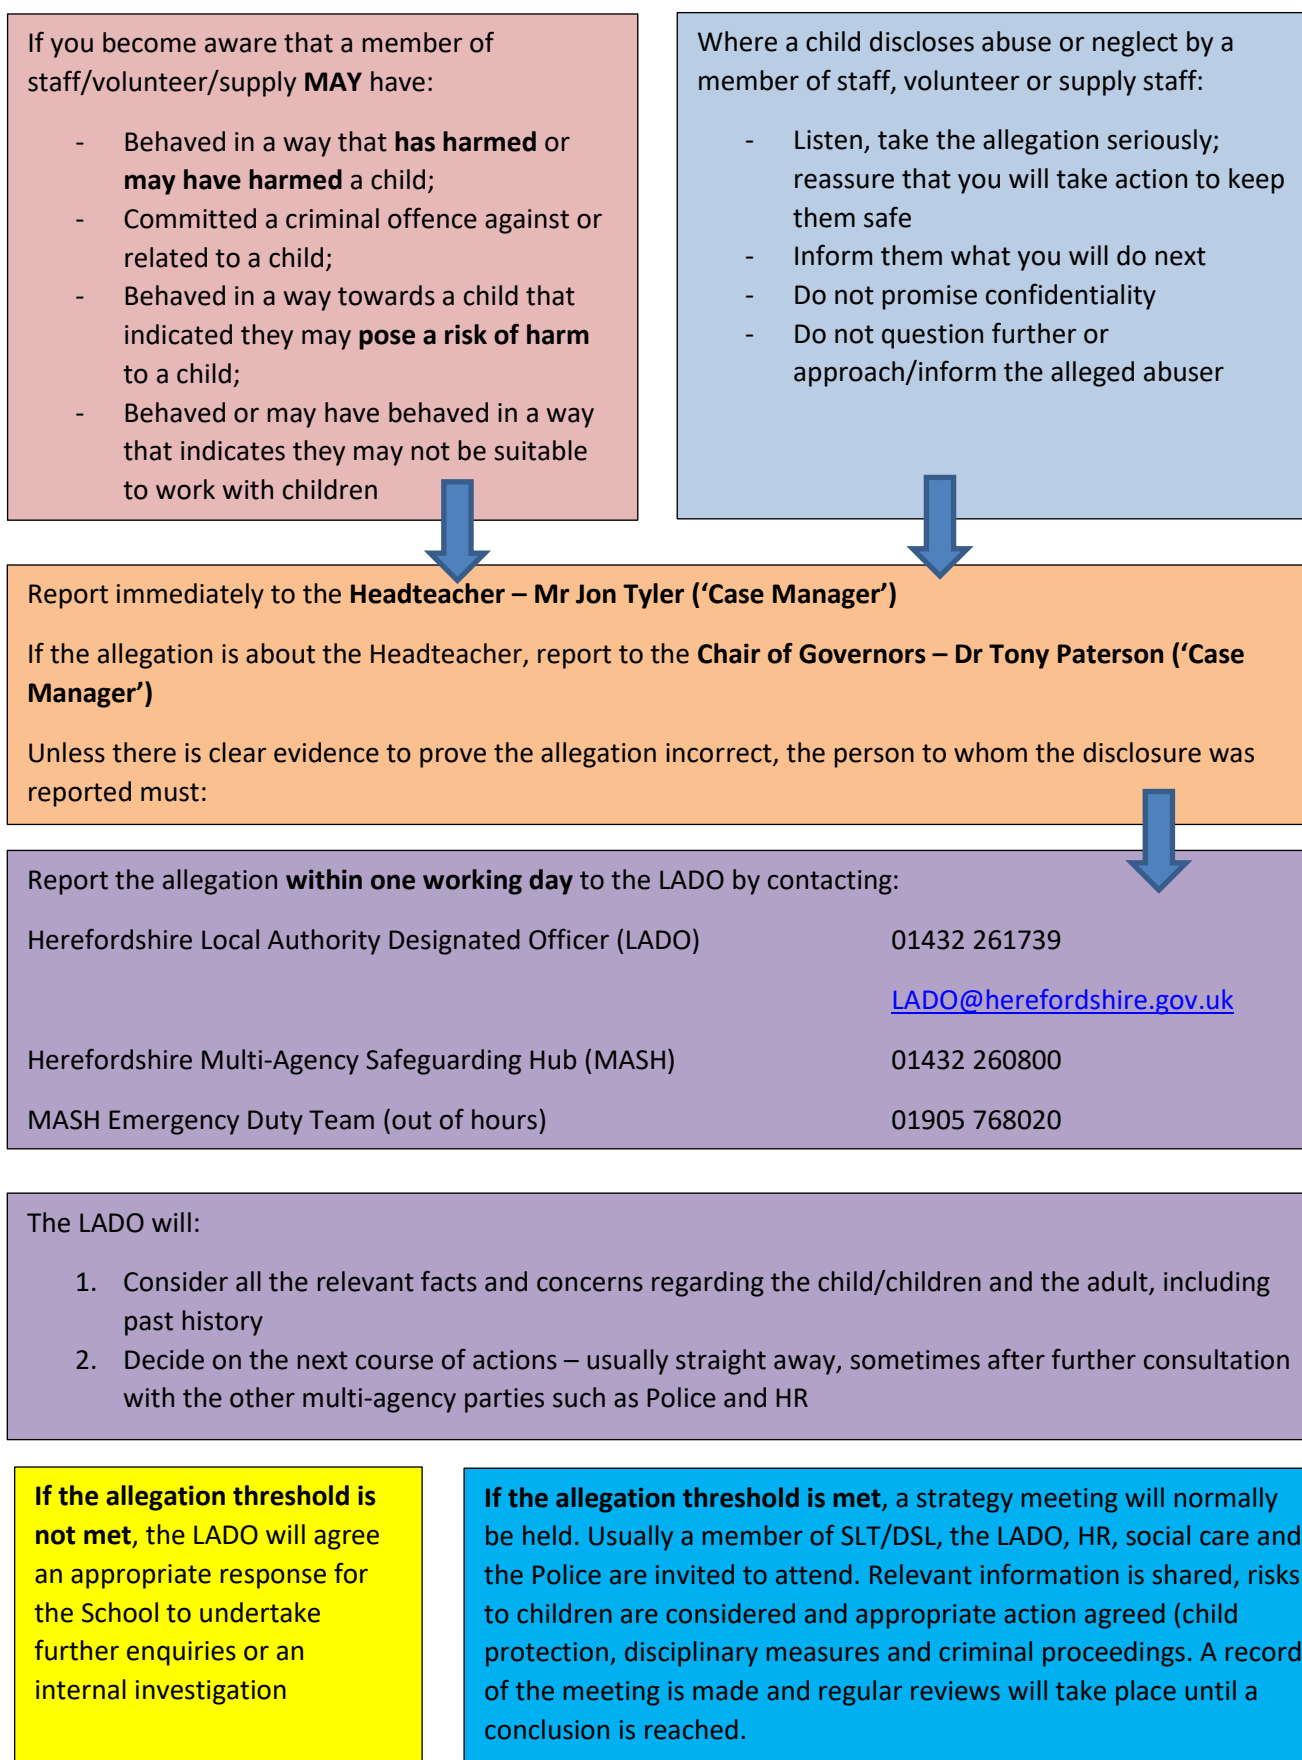 If you become aware that a member of
staff/volunteer/supply MAY have:
- Behaved in a way that has harmed or
may have harmed a child;
- Committed a criminal offence against or
related to a child;
- Behaved in a way towards a child that
indicated they may pose a risk of harm
to a child;
- Behaved or may have behaved in a way
that indicates they may not be suitable
to work with children
Where a child discloses abuse or neglect by a
member of staff, volunteer or supply staff:
- Listen, take the allegation seriously;
reassure that you will take action to keep
them safe
- Inform them what you will do next
- Do not promise confidentiality
- Do not question further or
approach/inform the alleged abuser
Report immediately to the Headteacher – Mr Jon Tyler (‘Case Manager’)
If the allegation is about the Headteacher, report to the Chair of Governors – Dr Tony Paterson (‘Case
Manager’)
Unless there is clear evidence to prove the allegation incorrect, the person to whom the disclosure was
reported must:
Report the allegation within one working day to the LADO by contacting:
Herefordshire Local Authority Designated Officer (LADO) 01432 261739
LADO@herefordshire.gov.uk
Herefordshire Multi-Agency Safeguarding Hub (MASH) 01432 260800
MASH Emergency Duty Team (out of hours) 01905 768020
The LADO will:
1. Consider all the relevant facts and concerns regarding the child/children and the adult, including
past history
2. Decide on the next course of actions – usually straight away, sometimes after further consultation
with the other multi-agency parties such as Police and HR
If the allegation threshold is
not met, the LADO will agree
an appropriate response for
the School to undertake
further enquiries or an
internal investigation
If the allegation threshold is met, a strategy meeting will normally
be held. Usually a member of SLT/DSL, the LADO, HR, social care and
the Police are invited to attend. Relevant information is shared, risks
to children are considered and appropriate action agreed (child
protection, disciplinary measures and criminal proceedings. A record
of the meeting is made and regular reviews will take place until a
conclusion is reached.